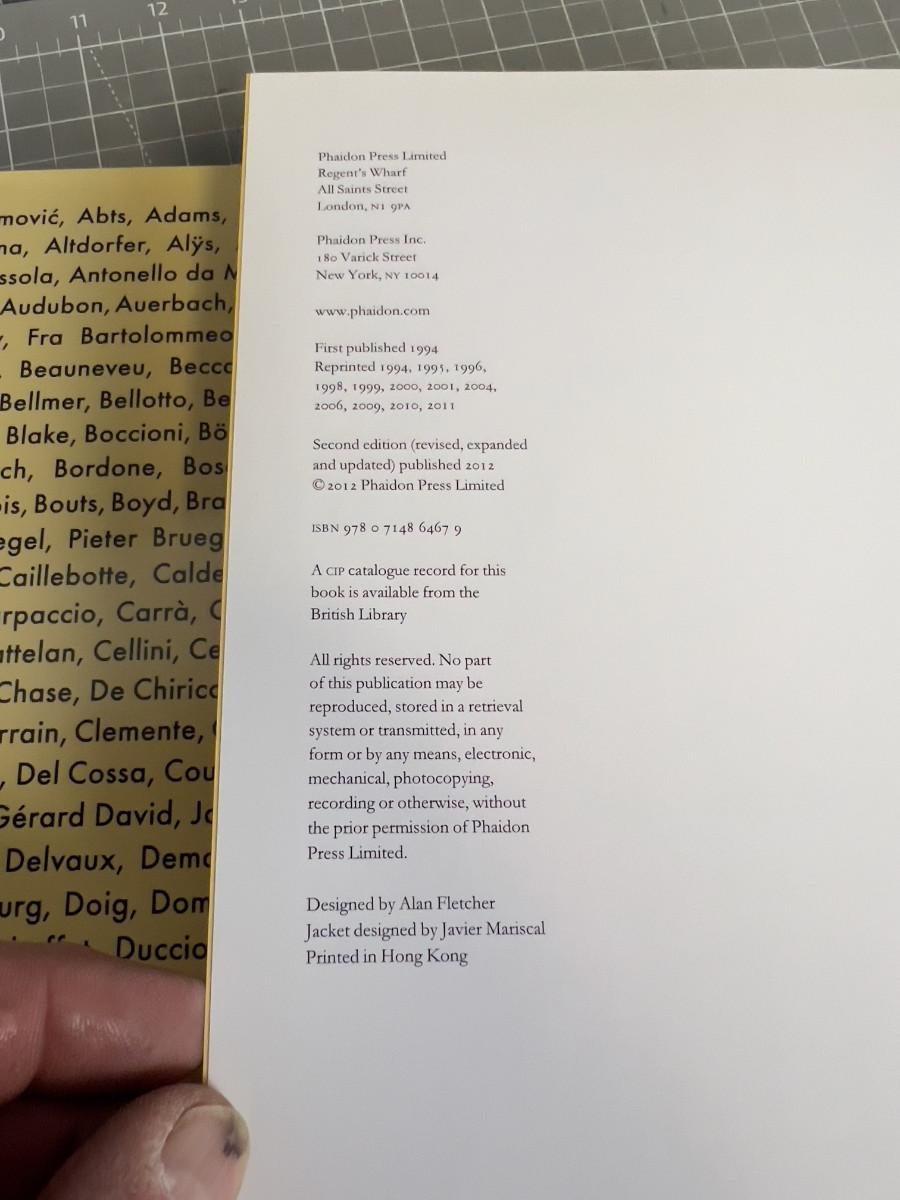 11
12
mović, Abts, Adams,
na, Altdorfer, Alÿs,
ssola, Antonello da M
Audubon, Auerbach,
, Fra Bartolommeo
. Beauneveu, Becca
Bellmer, Bellotto, Be
Blake, Boccioni, Bö
ch, Bordone, Bos
is, Bouts, Boyd, Bra
egel, Pieter Brueg
Caillebotte, Calde
rpaccio, Carrà, C
attelan, Cellini, Ce
Chase, De Chirico
rrain, Clemente,
, Del Cossa, Cou
Gérard David, Jo
Delvaux, Demo
urg, Doig, Dom
Duccio
Phaidon Press Limited
Regent's Wharf
All Saints Street
London, N1 9PA
Phaidon Press Inc.
180 Varick Street
New York, NY 10014
www.phaidon.com
First published 1994
Reprinted 1994, 1995, 1996,
1998, 1999, 2000, 2001, 2004,
2006, 2009, 2010, 2011
Second edition (revised, expanded
and updated) published 2012
© 2012 Phaidon Press Limited
ISBN 978 0 7148 6467 9
A CIP catalogue record for this
book is available from the
British Library
All rights reserved. No part
of this publication may be
reproduced, stored in a retrieval
system or transmitted, in any
form or by any means, electronic,
mechanical, photocopying,
recording or otherwise, without
the prior permission of Phaidon
Press Limited.
Designed by Alan Fletcher
Jacket designed by Javier Mariscal
Printed in Hong Kong